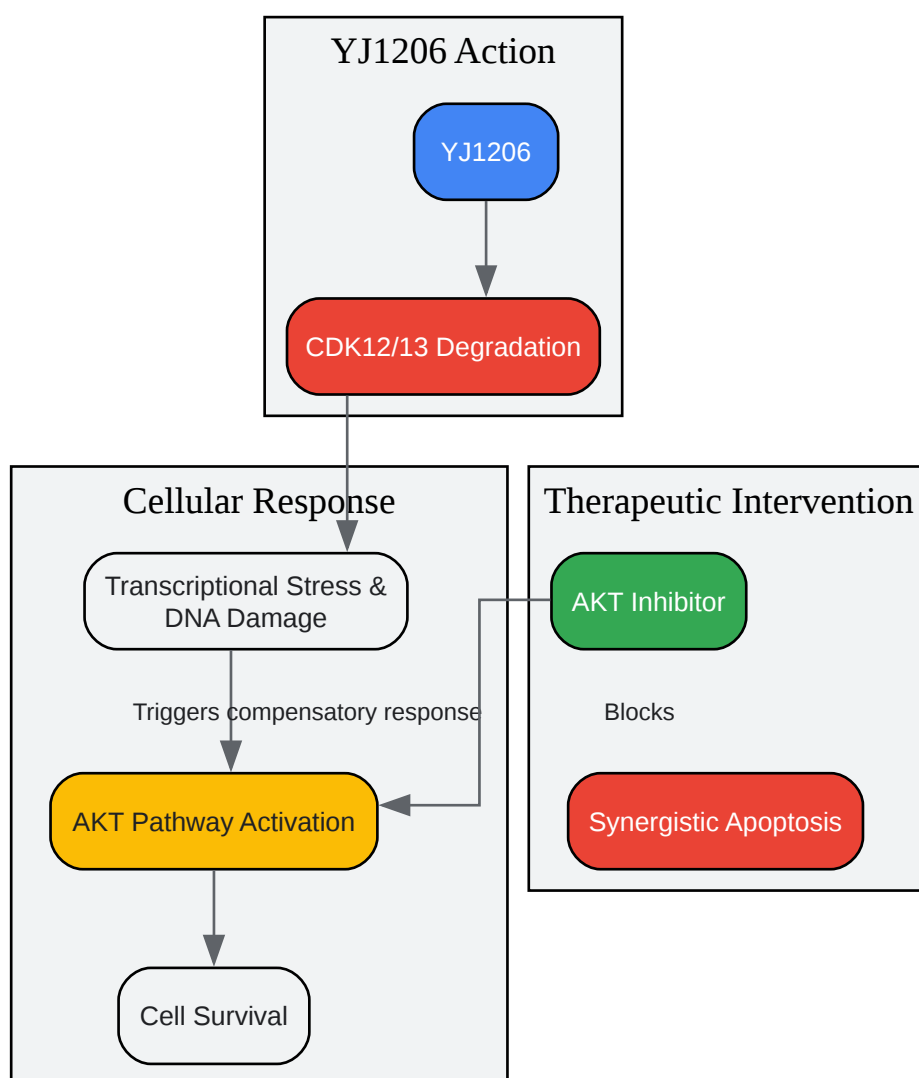 YJ1206 Action
YJ1206
CDK12/13 Degradation
Cellular Response
Transcriptional Stress &
DNA Damage
Triggers compensatory response
AKT Pathway Activation
Cell Survival
Therapeutic Intervention
AKT Inhibitor
Blocks
Synergistic Apoptosis